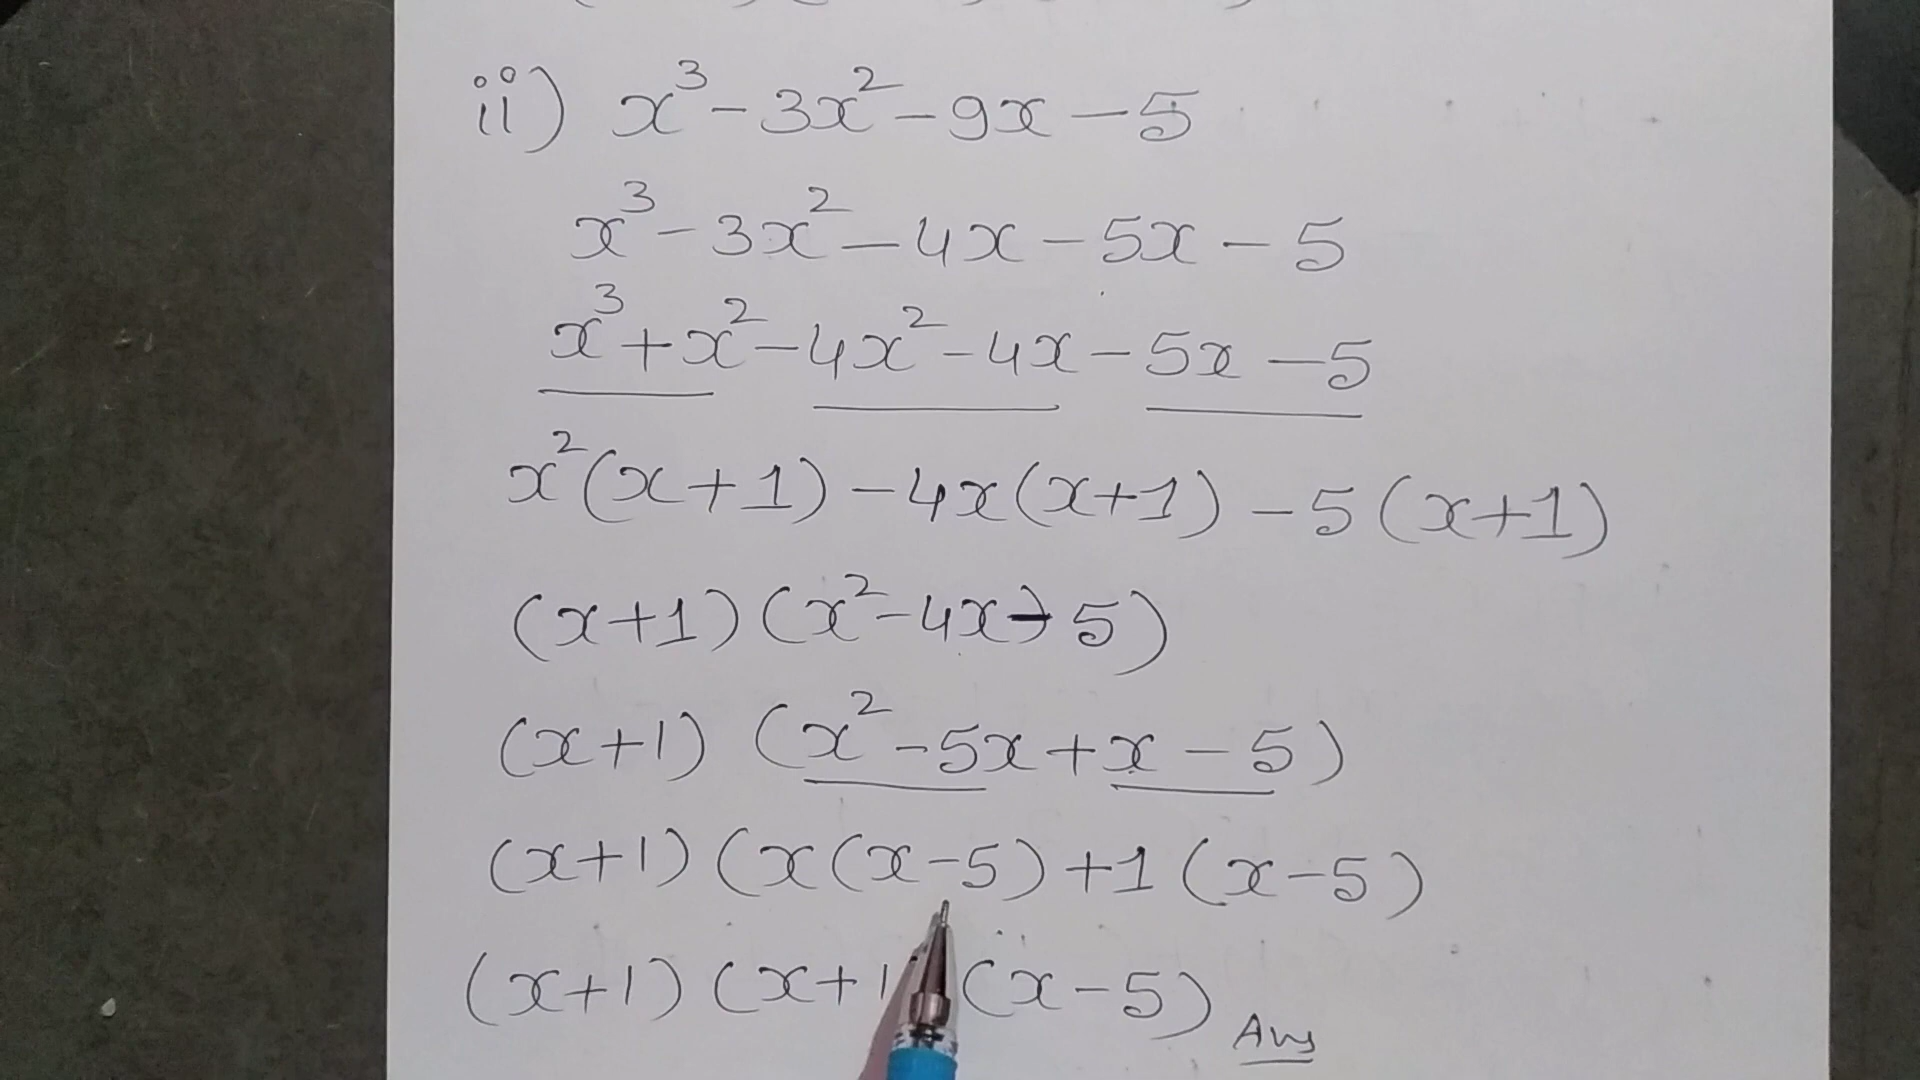 ii) x³ - 3x² - 9x - 5
x³ - 3x² - 4x - 5x - 5
x³ + x² - 4x² - 4x - 5x - 5
x²(x+1) - 4x(x+1) - 5(x+1)
(x+1)(x² - 4x - 5)
(x+1) (x² - 5x + x - 5)
(x+1)(x(x-5) + 1(x-5)
(x+1)(x+1 (x-5) Ans